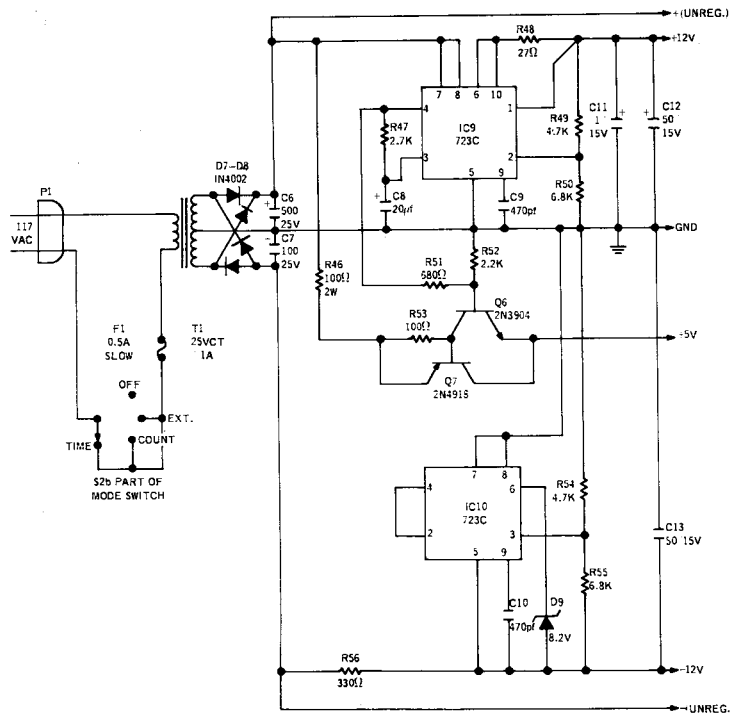 +(UNREG.)
+12V
R48
27Ω
7
8
6
10
4
1
IC9
723C
3
2
5
9
R47
2.7K
R49
4.7K
R50
6.8K
C11
15V
C12
50
15V
C8
20µf
C9
470pf
GND
P1
117
VAC
D7-D8
IN4002
C6
500
25V
C7
100
25V
R46
100Ω
2W
R51
680Ω
R52
2.2K
R53
100Ω
Q6
2N3904
+5V
Q7
2N4918
F1
0.5A
SLOW
T1
25VCT
1A
OFF
EXT.
TIME
COUNT
S2b PART OF
MODE SWITCH
7
8
4
6
IC10
723C
2
3
5
9
R54
4.7K
R55
6.8K
C13
50 15V
C10
470pf
D9
8.2V
R56
330Ω
-12V
-UNREG.